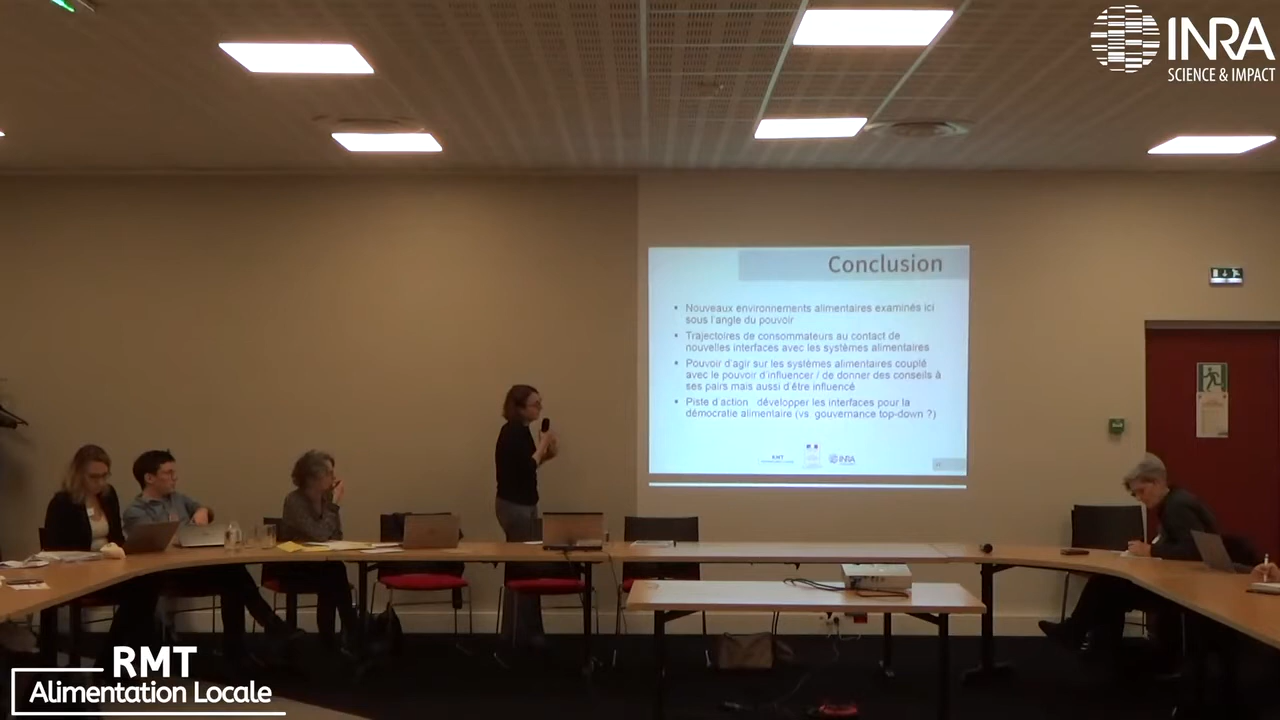 INRA
SCIENCE & IMPACT
Conclusion
• Nouveaux environnements alimentaires examinés ici
sous l'angle du pouvoir
• Trajectoires de consommateurs au contact de
nouvelles interfaces avec les systèmes alimentaires
• Pouvoir d'agir sur les systèmes alimentaires couplé
avec le pouvoir d'influencer / de donner des conseils à
ses pairs mais aussi d'être influencé
• Piste d'action : développer les interfaces pour la
démocratie alimentaire (vs. gouvernance top-down ?)
RMT
INRA
RMT
Alimentation Locale